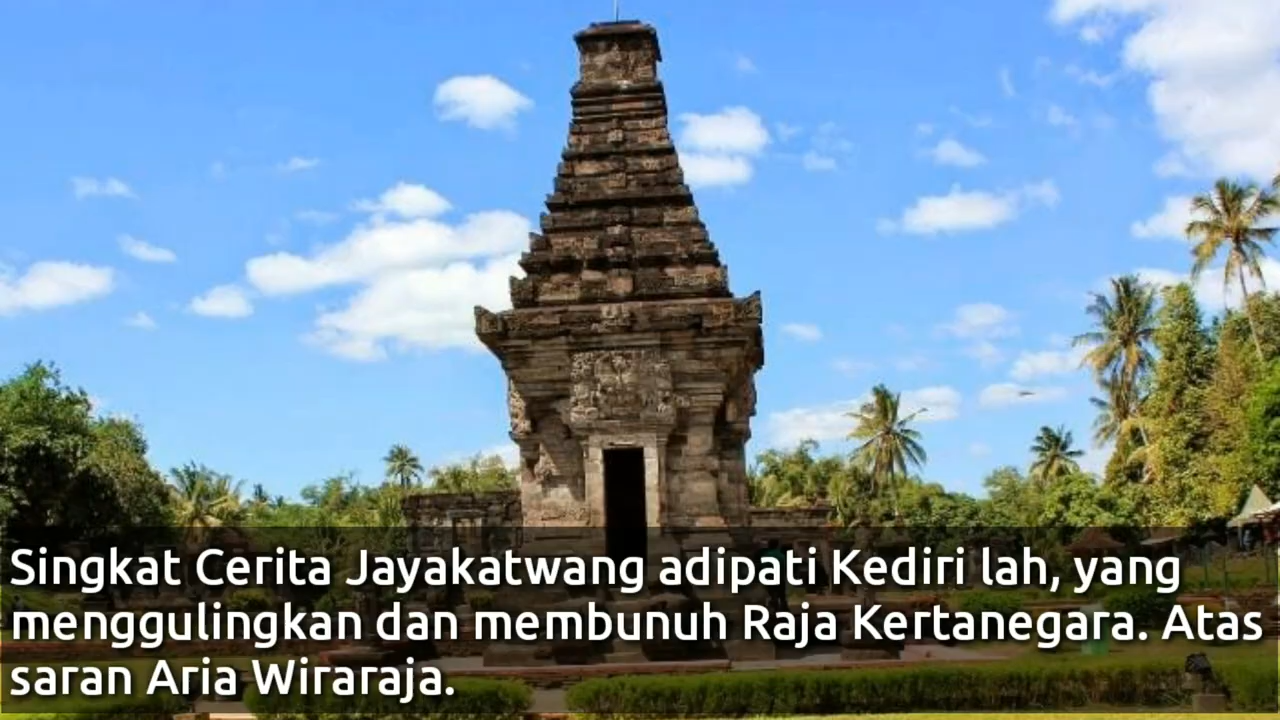 Singkat Cerita Jayakatwang adipati Kediri lah, yang
menggulingkan dan membunuh Raja Kertanegara. Atas
saran Aria Wiraraja.